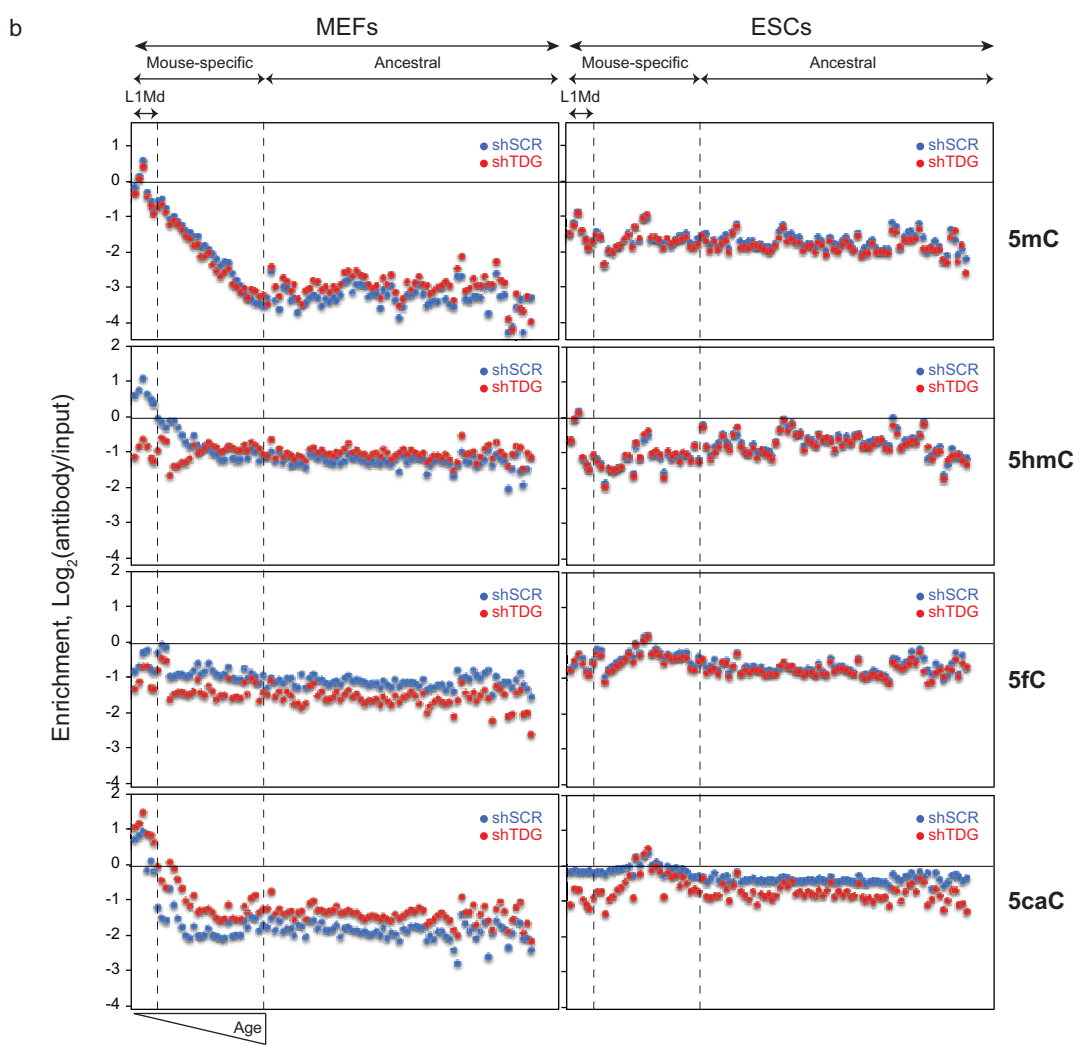 b
MEFs ESCs
Mouse-specific Ancestral Mouse-specific Ancestral
L1Md L1Md
Enrichment, Log2(antibody/input)
1 shSCR shSCR
0 shTDG shTDG
-1
-2 5mC
-3
-4
2
1 shSCR shSCR
0 shTDG shTDG
-1 5hmC
-2
-3
-4
2
1 shSCR shSCR
0 shTDG shTDG
-1 5fC
-2
-3
-4
2
1 shSCR shSCR
0 shTDG shTDG
-1 5caC
-2
-3
-4
Age